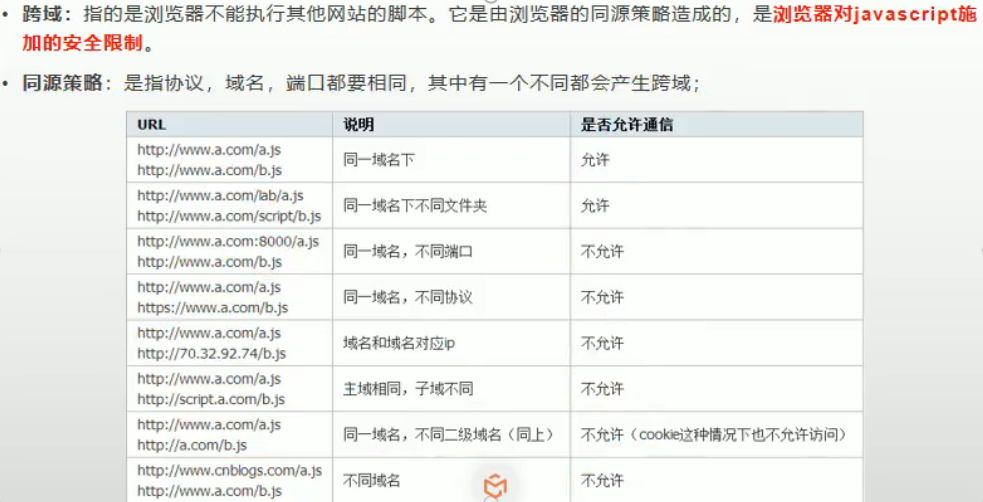 • 跨域：指的是浏览器不能执行其他网站的脚本。它是由浏览器的同源策略造成的，是浏览器对javascript施
加的安全限制。
• 同源策略：是指协议，域名，端口都要相同，其中有一个不同都会产生跨域；
URL 说明 是否允许通信
http://www.a.com/a.js
http://www.a.com/b.js
同一域名下 允许
http://www.a.com/lab/a.js
http://www.a.com/script/b.js
同一域名下不同文件夹 允许
http://www.a.com:8000/a.js
http://www.a.com/b.js
同一域名，不同端口 不允许
http://www.a.com/a.js
https://www.a.com/b.js
同一域名，不同协议 不允许
http://www.a.com/a.js
http://70.32.92.74/b.js
域名和域名对应ip 不允许
http://www.a.com/a.js
http://script.a.com/b.js
主域相同，子域不同 不允许
http://www.a.com/a.js
http://a.com/b.js
同一域名，不同二级域名（同上） 不允许（cookie这种情况下也不允许访问）
http://www.cnblogs.com/a.js
http://www.a.com/b.js
不同域名 不允许